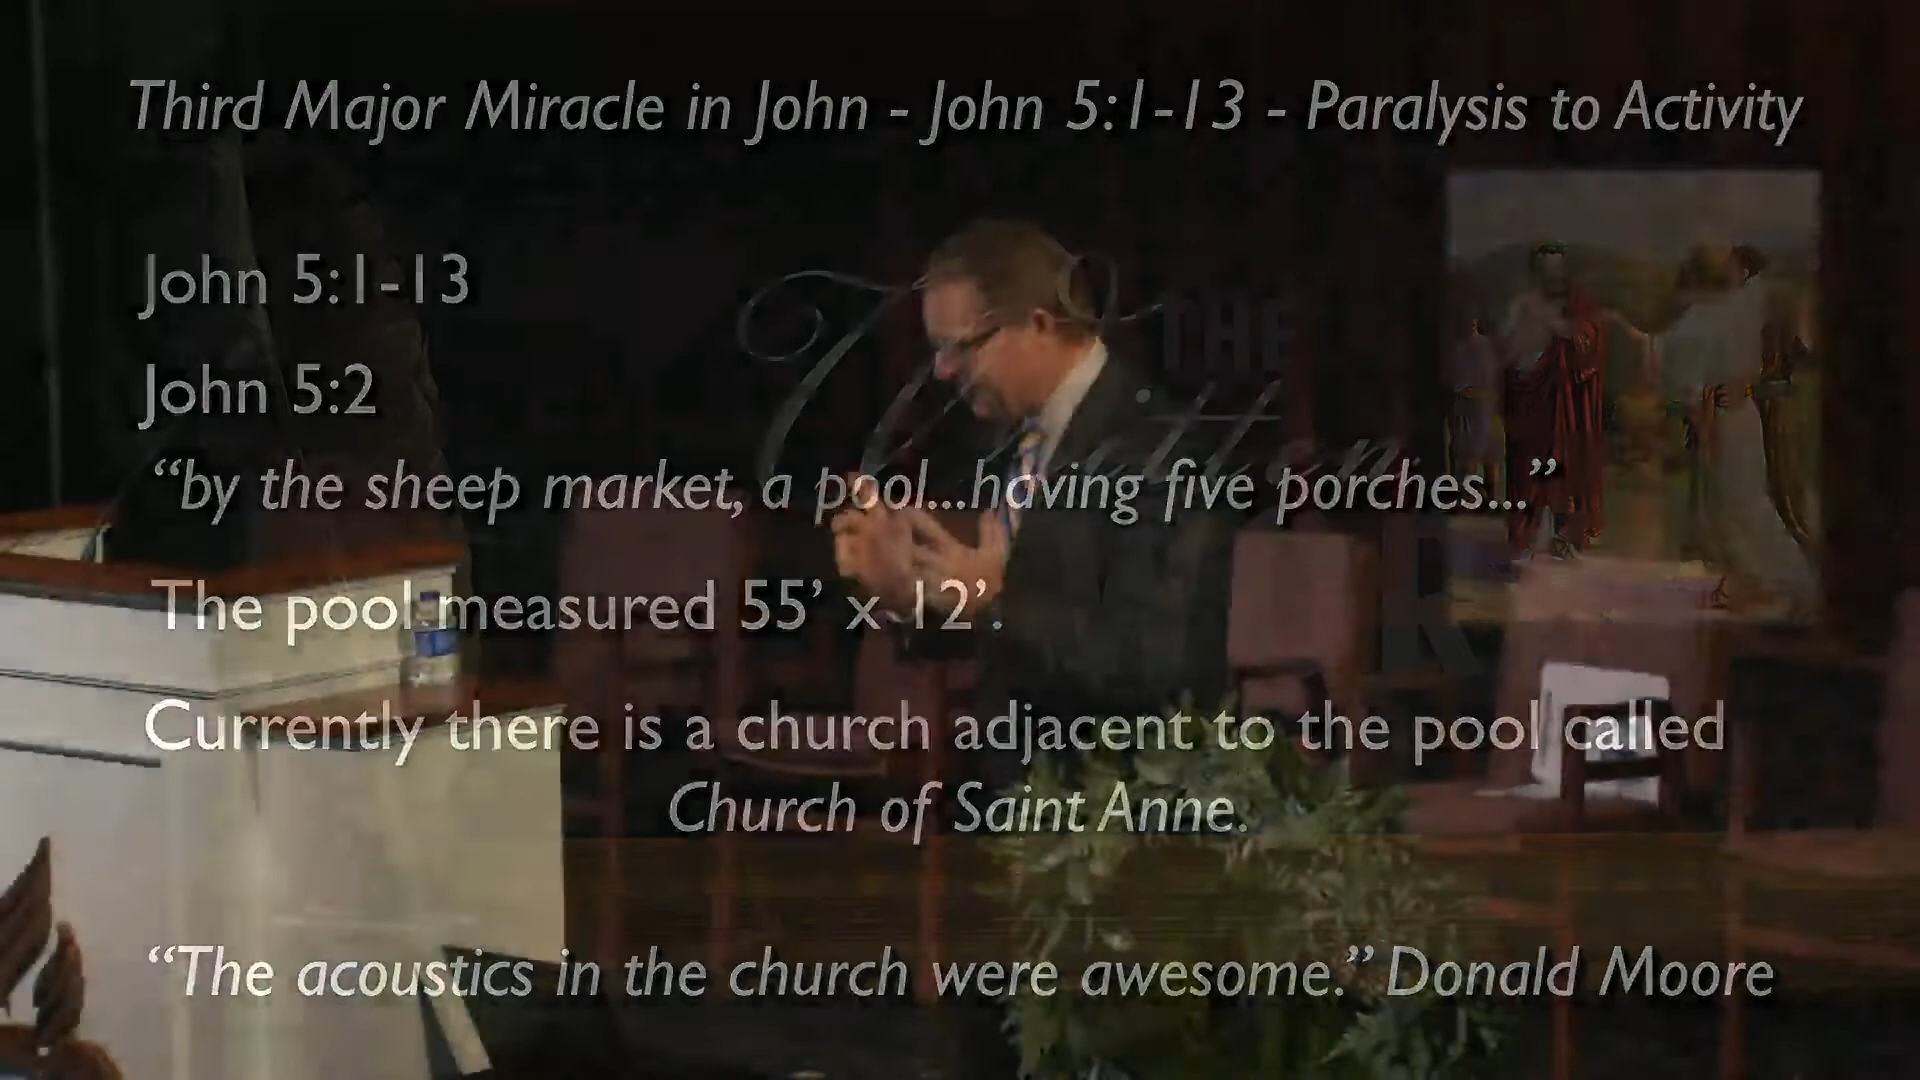 Third Major Miracle in John - John 5:1-13 - Paralysis to Activity
John 5:1-13
John 5:2
“by the sheep market, a pool...having five porches...”
The pool measured 55’ x 12’.
Currently there is a church adjacent to the pool called
Church of Saint Anne.
“The acoustics in the church were awesome.” Donald Moore
THE
Written